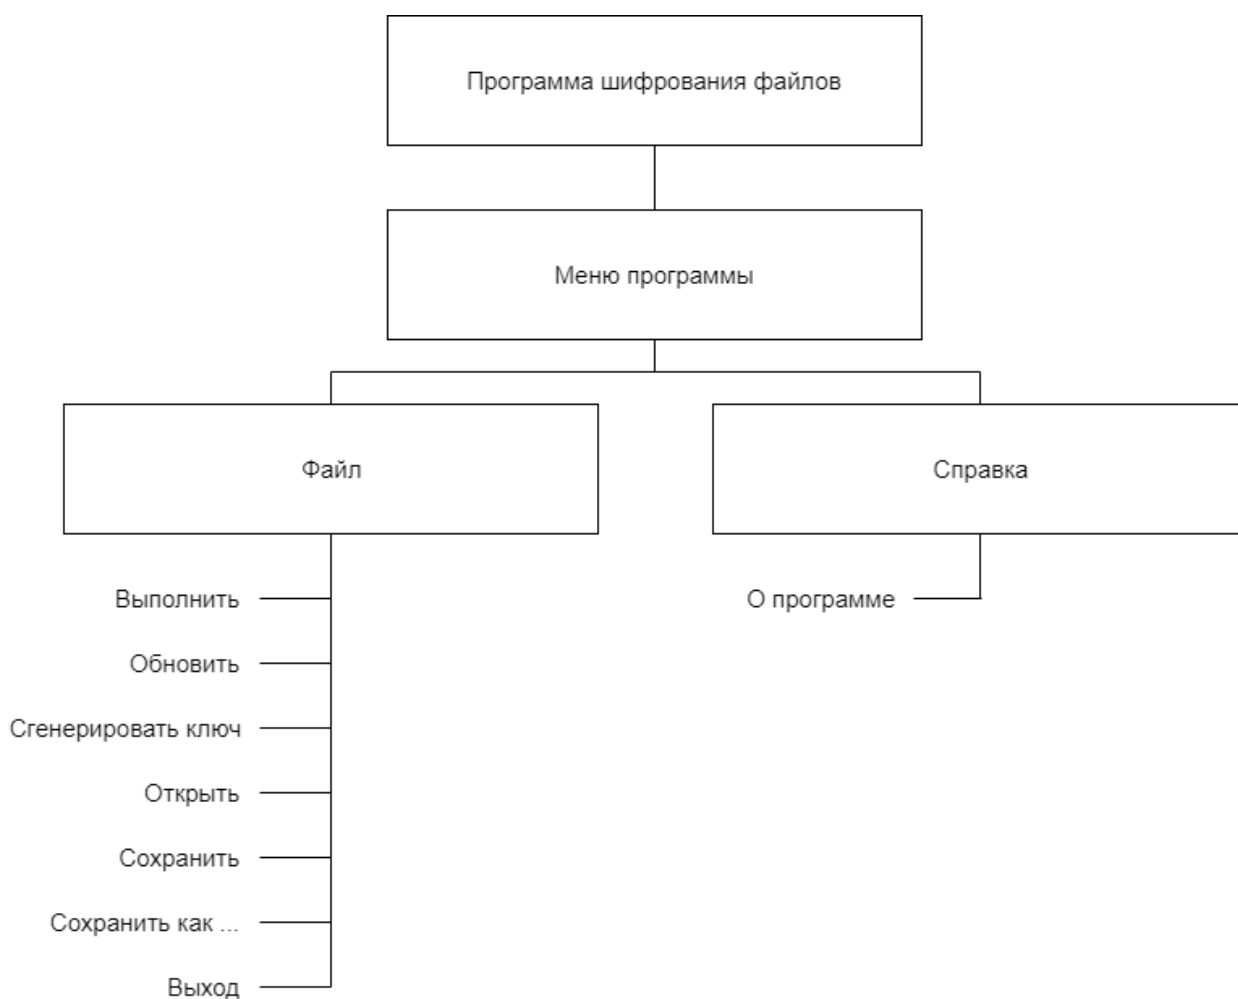 Программа шифрования файлов
Меню программы
Файл
Справка
Выполнить
О программе
Обновить
Сгенерировать ключ
Открыть
Сохранить
Сохранить как ...
Выход